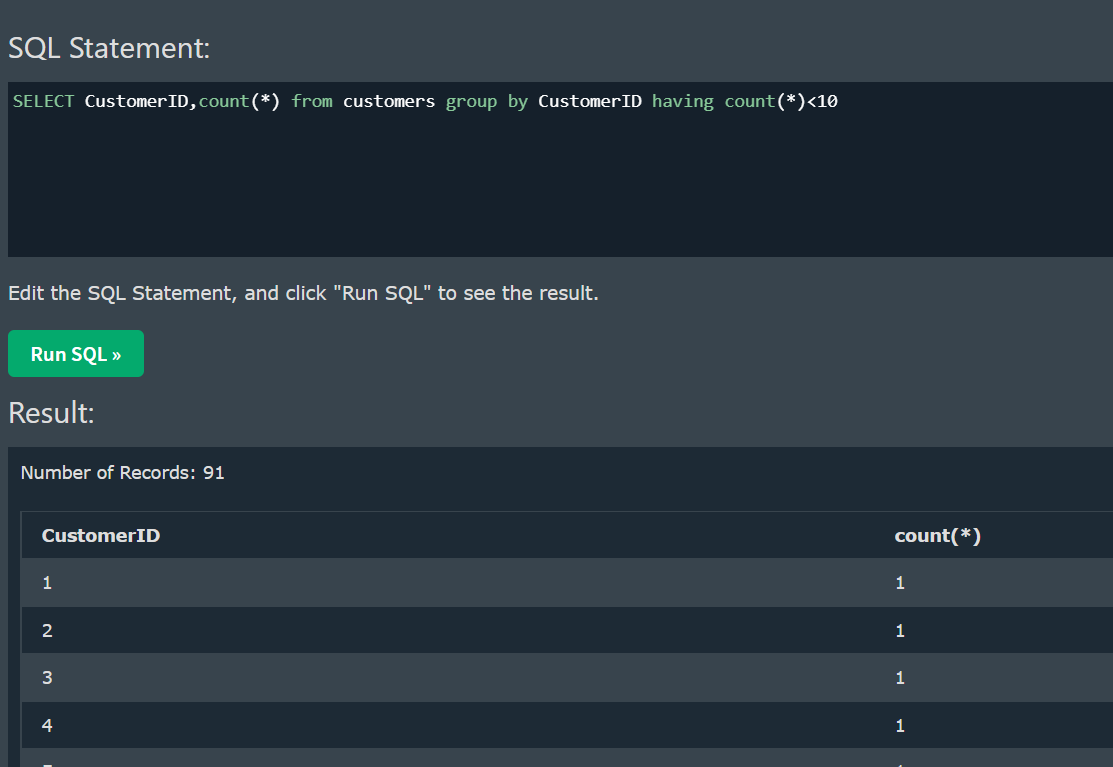 SQL Statement:
SELECT CustomerID,count(*) from customers group by CustomerID having count(*)<10
Edit the SQL Statement, and click "Run SQL" to see the result.
Run SQL »
Result:
Number of Records: 91
CustomerID count(*)
1 1
2 1
3 1
4 1